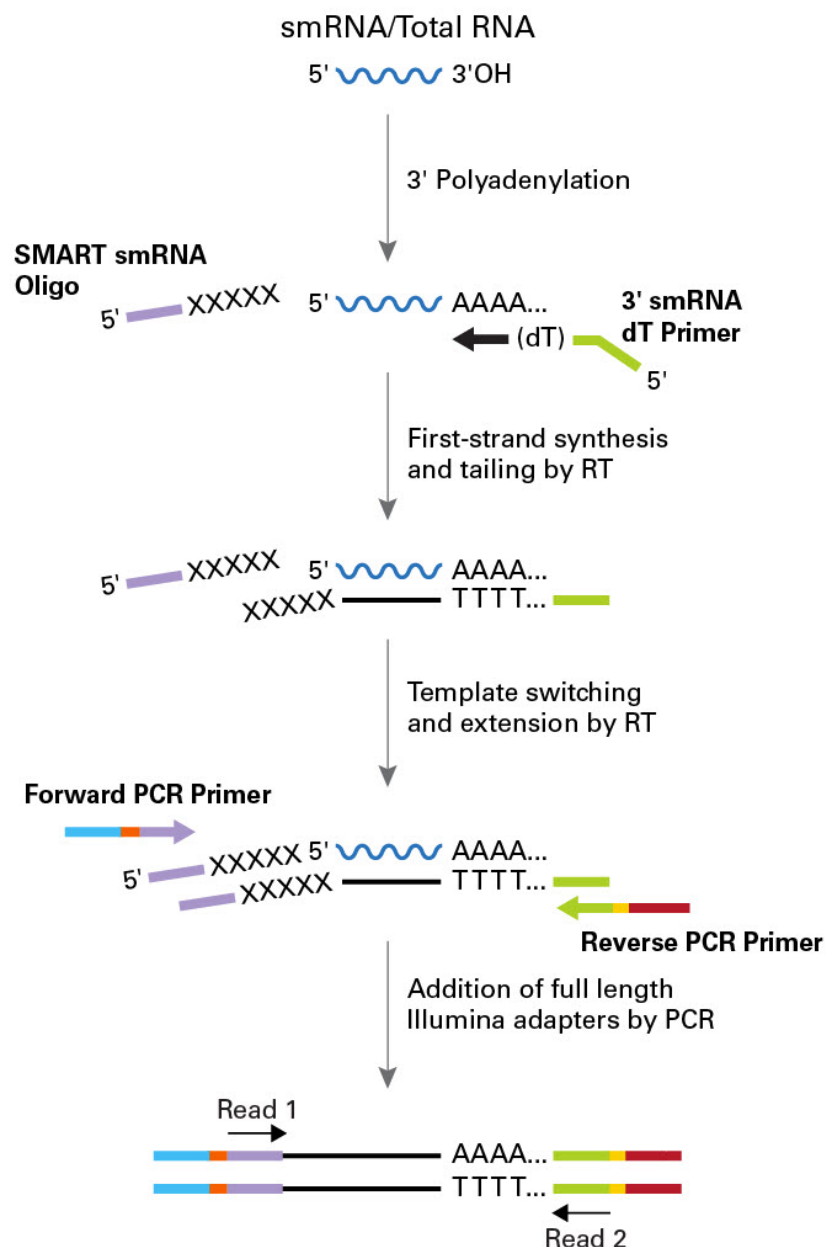 smRNA/Total RNA
5' 3'OH
3' Polyadenylation
SMART smRNA
Oligo
5' XXXXX 5' AAAA...
3' smRNA
dT Primer
(dT)
5'
First-strand synthesis
and tailing by RT
5' XXXXX 5' AAAA...
XXXXX TTTT...
Template switching
and extension by RT
Forward PCR Primer
5' XXXXX 5' AAAA...
XXXXX TTTT...
Reverse PCR Primer
Addition of full length
Illumina adapters by PCR
Read 1
AAAA...
TTTT...
Read 2